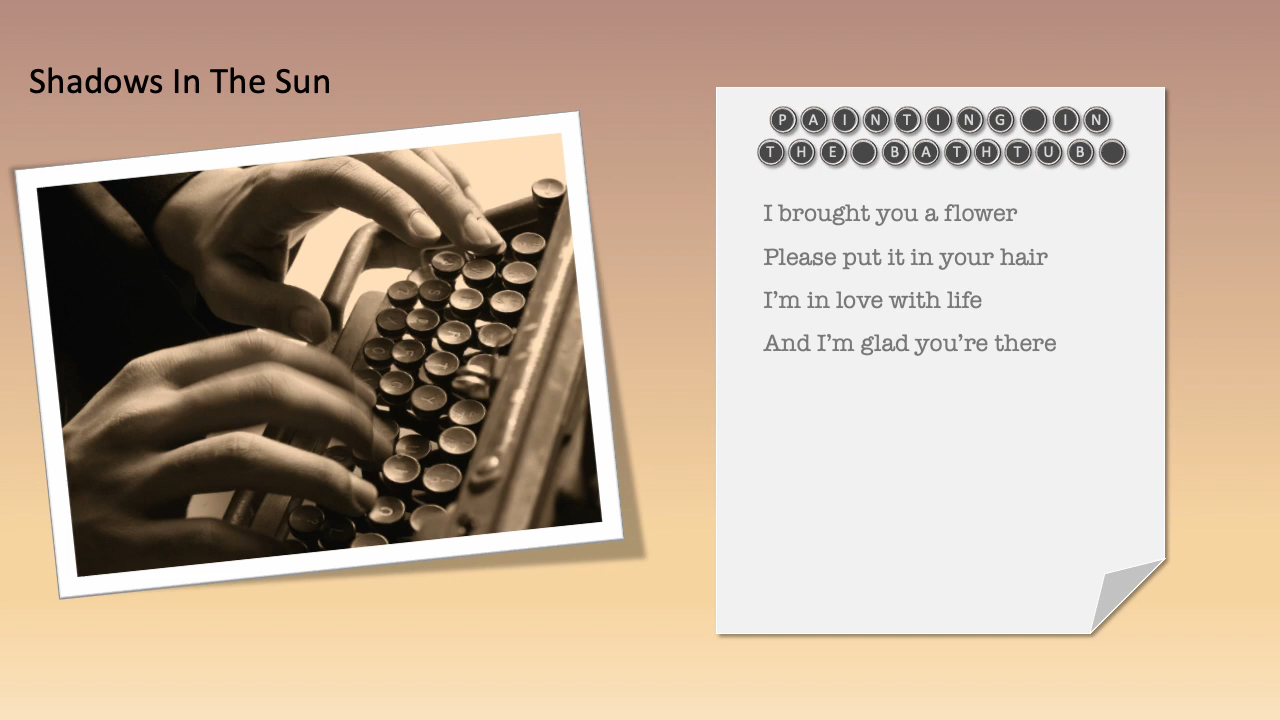 Shadows In The Sun
PAINTING IN
THE BATHTUB
I brought you a flower
Please put it in your hair
I’m in love with life
And I’m glad you’re there